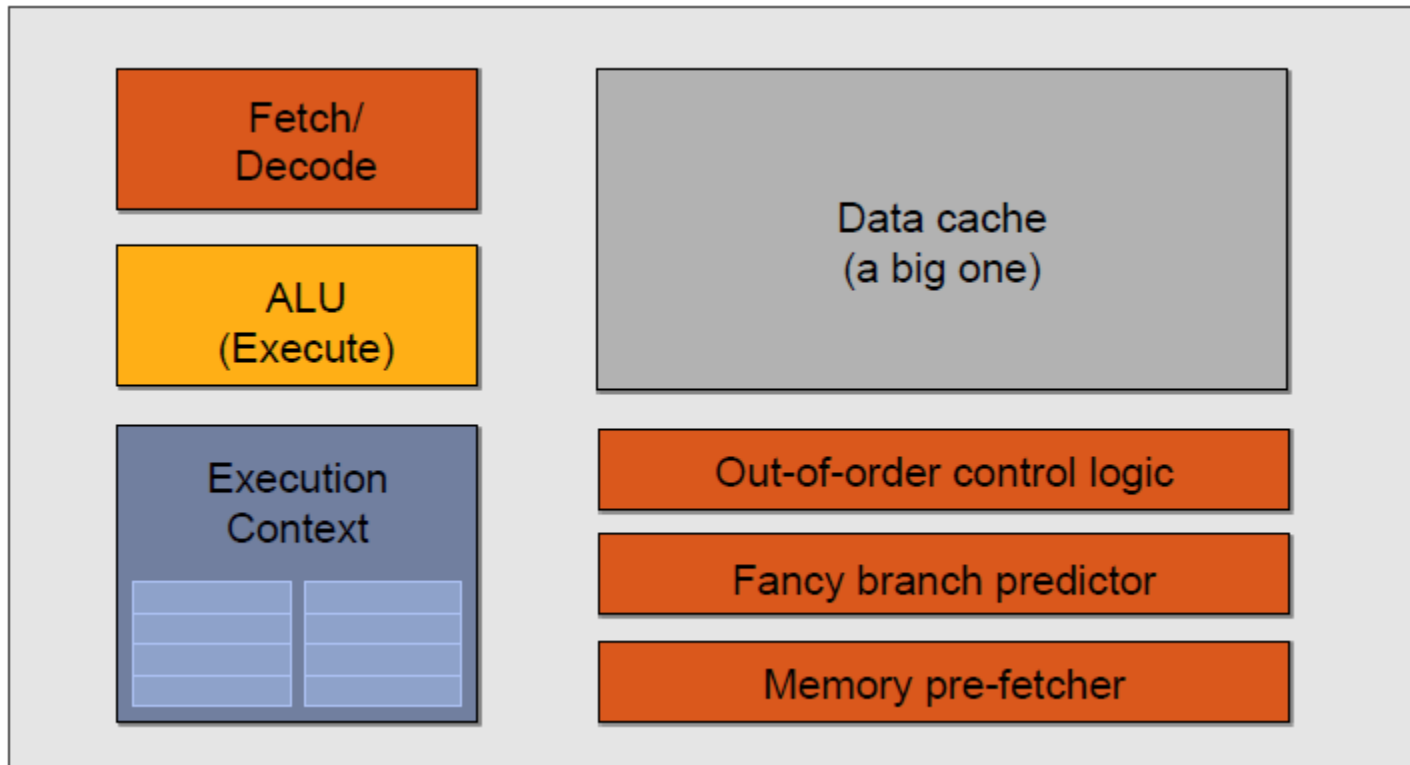 Fetch/
Decode
ALU
(Execute)
Execution
Context
Data cache
(a big one)
Out-of-order control logic
Fancy branch predictor
Memory pre-fetcher